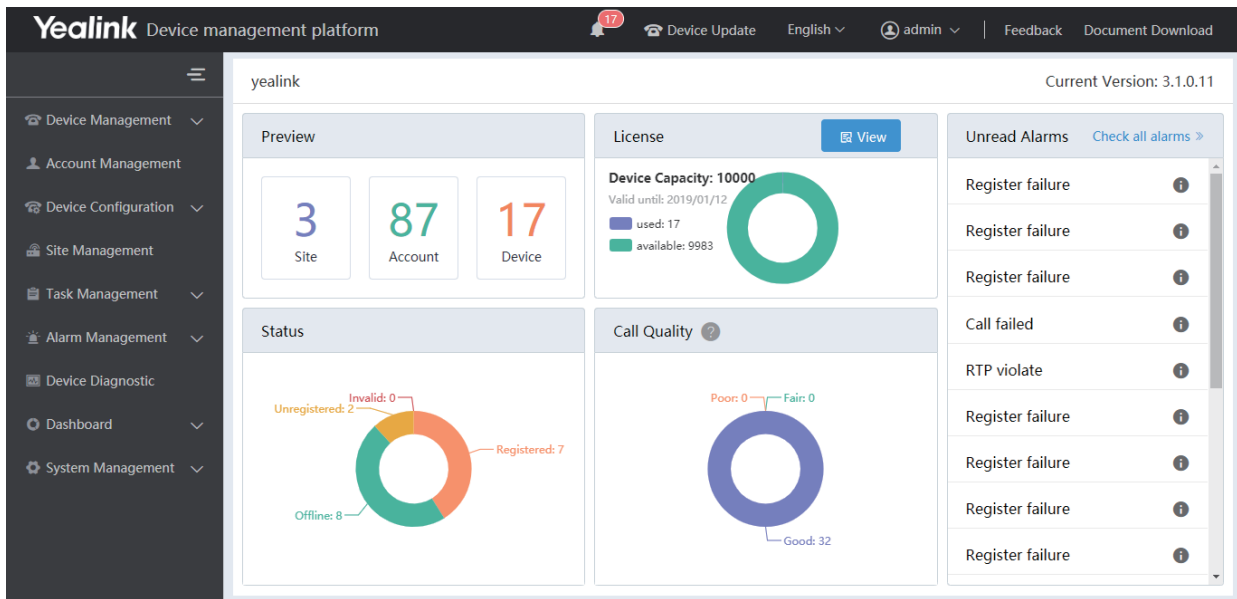 Yealink Device management platform
17
Device Update
English
admin
Feedback
Document Download
Device Management
Account Management
Device Configuration
Site Management
Task Management
Alarm Management
Device Diagnostic
Dashboard
System Management
yealink
Current Version: 3.1.0.11
Preview
3
Site
87
Account
17
Device
License
View
Device Capacity: 10000
Valid until: 2019/01/12
used: 17
available: 9983
Status
Invalid: 0
Unregistered: 2
Registered: 7
Offline: 8
Call Quality ?
Poor: 0
Fair: 0
Good: 32
Unread Alarms
Check all alarms »
Register failure
Register failure
Register failure
Call failed
RTP violate
Register failure
Register failure
Register failure
Register failure